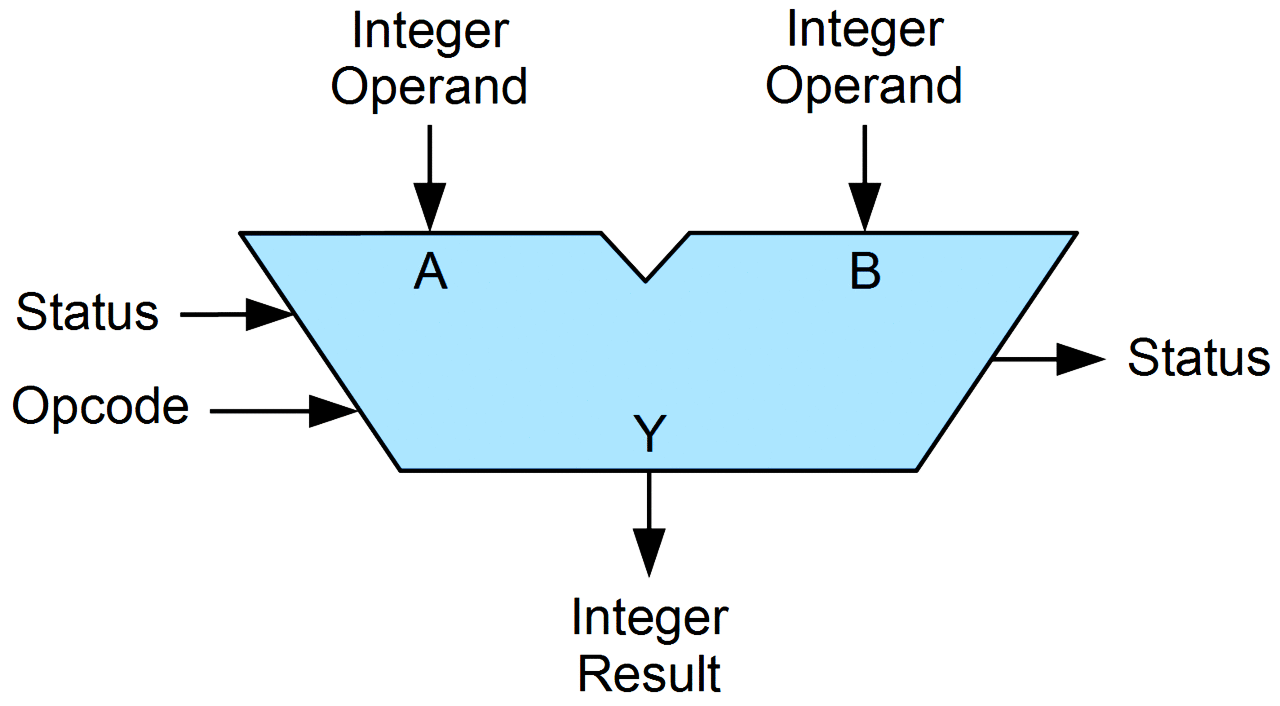 Integer
Operand
Integer
Operand
A
B
Status
Status
Opcode
Y
Integer
Result